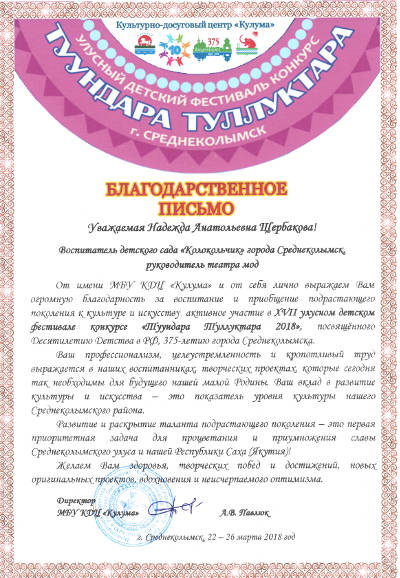 Культурно-досуговый центр «Кулума»
10
375
УЛУСНЫЙ ДЕТСКИЙ ФЕСТИВАЛЬ КОНКУРС
ТУУНДАРА ТУЛЛУКТАРА
г. СРЕДНЕКОЛЫМСК
БЛАГОДАРСТВЕННОЕ
ПИСЬМО
Уважаемая Надежда Анатольевна Щербакова!
Воспитатель детского сада «Колокольчик» города Среднеколымск,
руководитель театра мод
От имени МБУ КДЦ «Кулума» и от себя лично выражаем Вам
огромную благодарность за воспитание и приобщение подрастающего
поколения к культуре и искусству активное участие в XVII улусном детском
фестивале конкурсе «Туундара Туллуктара 2018», посвящённого
Десятилетию Детства в РФ, 375-летию города Среднеколымска.
Ваш профессионализм, целеустремленность и кропотливый труд
выражается в наших воспитанниках, творческих проектах, которые сегодня
так необходимы для будущего нашей малой Родины. Ваш вклад в развитие
культуры и искусства – это показатель уровня культуры нашего
Среднеколымского района.
Развитие и раскрытие таланта подрастающего поколения – это первая
приоритетная задача для процветания и приумножения славы
Среднеколымского улуса и нашей Республики Саха (Якутия)!
Желаем Вам здоровья, творческих побед и достижений, новых
оригинальных проектов, вдохновения и неисчерпаемого оптимизма.
Директор
МБУ КДЦ «Кулума» А.В. Павлюк
г. Среднеколымск, 22 – 26 марта 2018 год